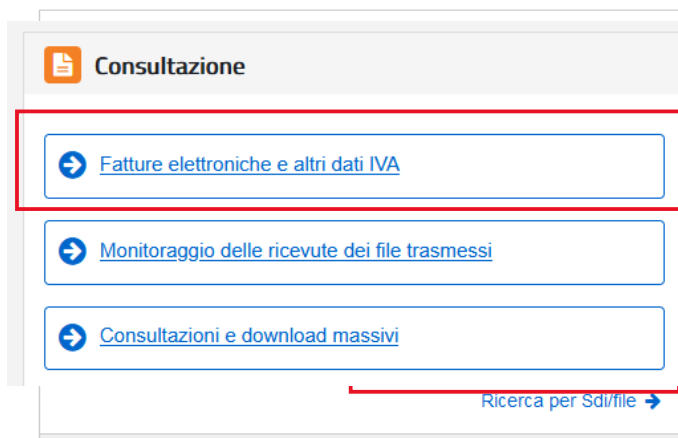 Consultazione
Fatture elettroniche e altri dati IVA
Monitoraggio delle ricevute dei file trasmessi
Consultazioni e download massivi
Ricerca per Sdi/file